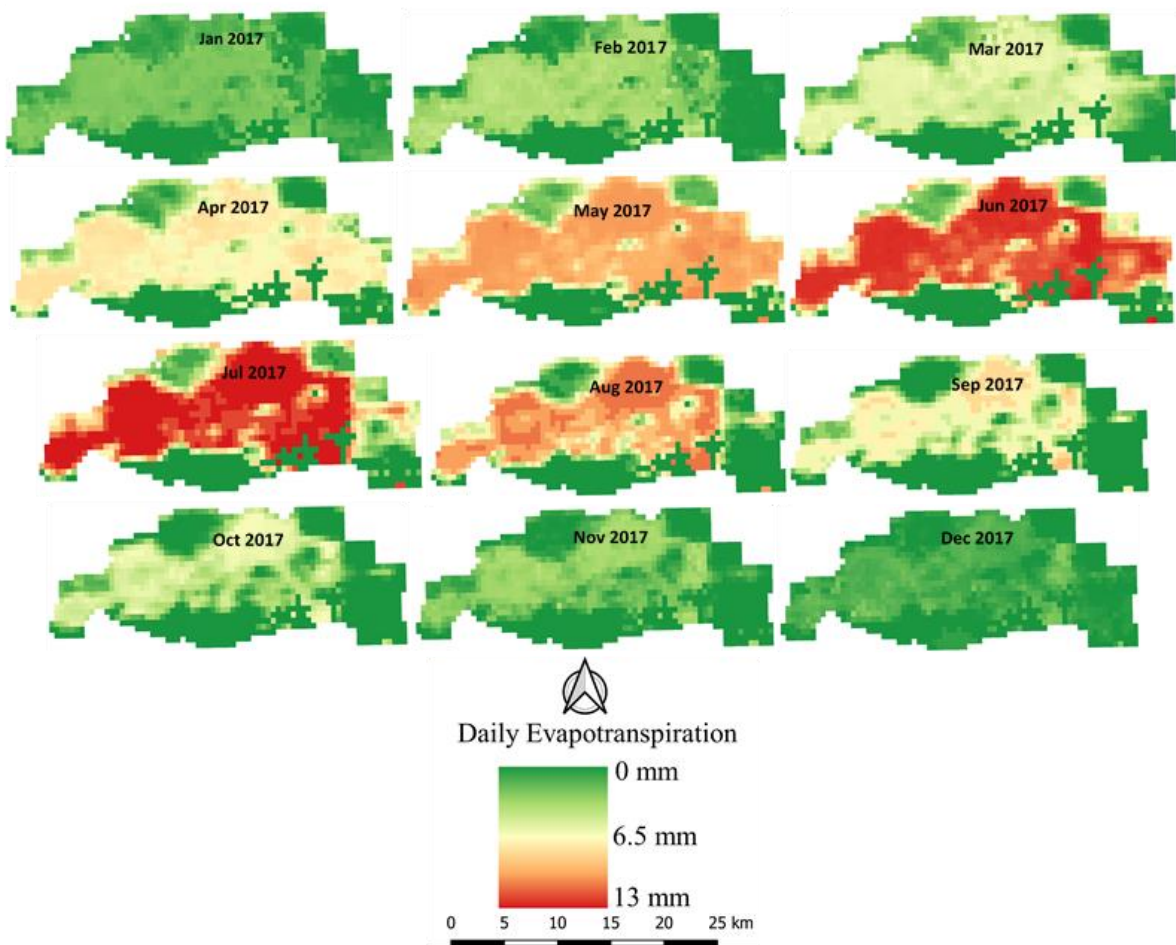 Jan 2017
Feb 2017
Mar 2017
Apr 2017
May 2017
Jun 2017
Jul 2017
Aug 2017
Sep 2017
Oct 2017
Nov 2017
Dec 2017
Daily Evapotranspiration
0 mm
6.5 mm
13 mm
0 5 10 15 20 25 km